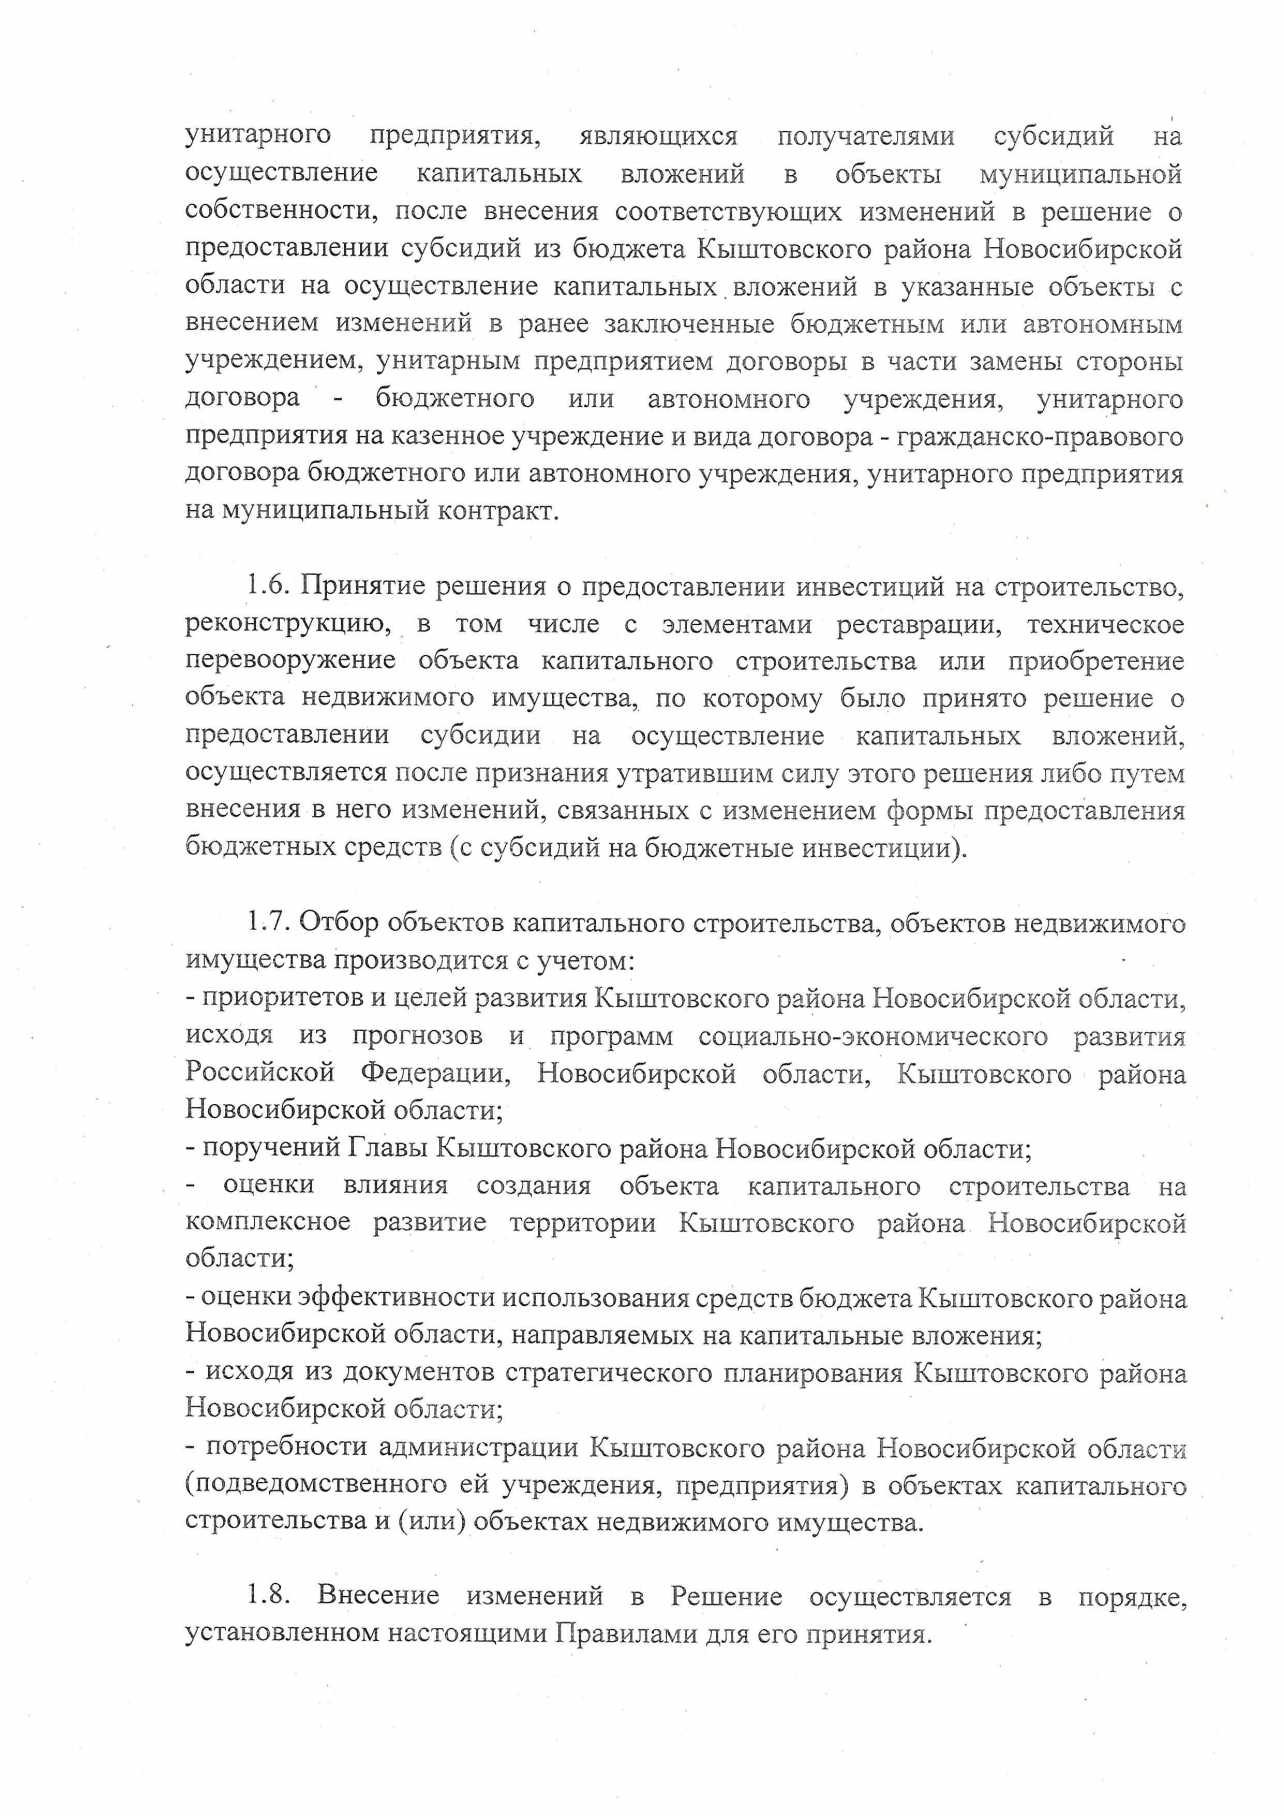 унитарного предприятия, являющихся получателями субсидий на
осуществление капитальных вложений в объекты муниципальной
собственности, после внесения соответствующих изменений в решение о
предоставлении субсидий из бюджета Кыштовского района Новосибирской
области на осуществление капитальных вложений в указанные объекты с
внесением изменений в ранее заключенные бюджетным или автономным
учреждением, унитарным предприятием договоры в части замены стороны
договора - бюджетного или автономного учреждения, унитарного
предприятия на казенное учреждение и вида договора - гражданско-правового
договора бюджетного или автономного учреждения, унитарного предприятия
на муниципальный контракт.
1.6. Принятие решения о предоставлении инвестиций на строительство,
реконструкцию, в том числе с элементами реставрации, техническое
перевооружение объекта капитального строительства или приобретение
объекта недвижимого имущества, по которому было принято решение о
предоставлении субсидии на осуществление капитальных вложений,
осуществляется после признания утратившим силу этого решения либо путем
внесения в него изменений, связанных с изменением формы предоставления
бюджетных средств (с субсидий на бюджетные инвестиции).
1.7. Отбор объектов капитального строительства, объектов недвижимого
имущества производится с учетом:
- приоритетов и целей развития Кыштовского района Новосибирской области,
исходя из прогнозов и программ социально-экономического развития
Российской Федерации, Новосибирской области, Кыштовского района
Новосибирской области;
- поручений Главы Кыштовского района Новосибирской области;
- оценки влияния создания объекта капитального строительства на
комплексное развитие территории Кыштовского района Новосибирской
области;
- оценки эффективности использования средств бюджета Кыштовского района
Новосибирской области, направляемых на капитальные вложения;
- исходя из документов стратегического планирования Кыштовского района
Новосибирской области;
- потребности администрации Кыштовского района Новосибирской области
(подведомственного ей учреждения, предприятия) в объектах капитального
строительства и (или) объектах недвижимого имущества.
1.8. Внесение изменений в Решение осуществляется в порядке,
установленном настоящими Правилами для его принятия.